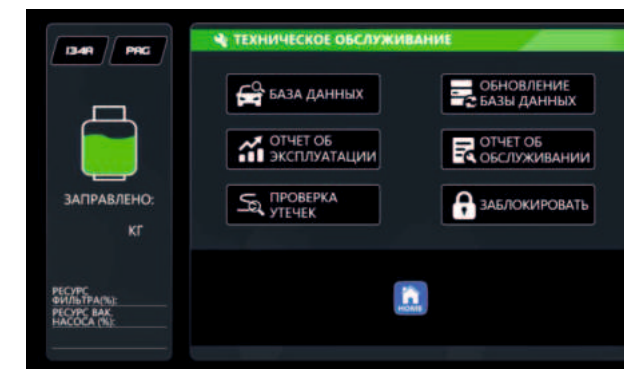 134A PAG
ЗАПРАВЛЕНО:
КГ
РЕСУРС
ФИЛЬТРА(%):
РЕСУРС ВАК.
НАСОСА (%):
ТЕХНИЧЕСКОЕ ОБСЛУЖИВАНИЕ
БАЗА ДАННЫХ
ОБНОВЛЕНИЕ
БАЗЫ ДАННЫХ
ОТЧЕТ ОБ
ЭКСПЛУАТАЦИИ
ОТЧЕТ ОБ
ОБСЛУЖИВАНИИ
ПРОВЕРКА
УТЕЧЕК
ЗАБЛОКИРОВАТЬ
HOME